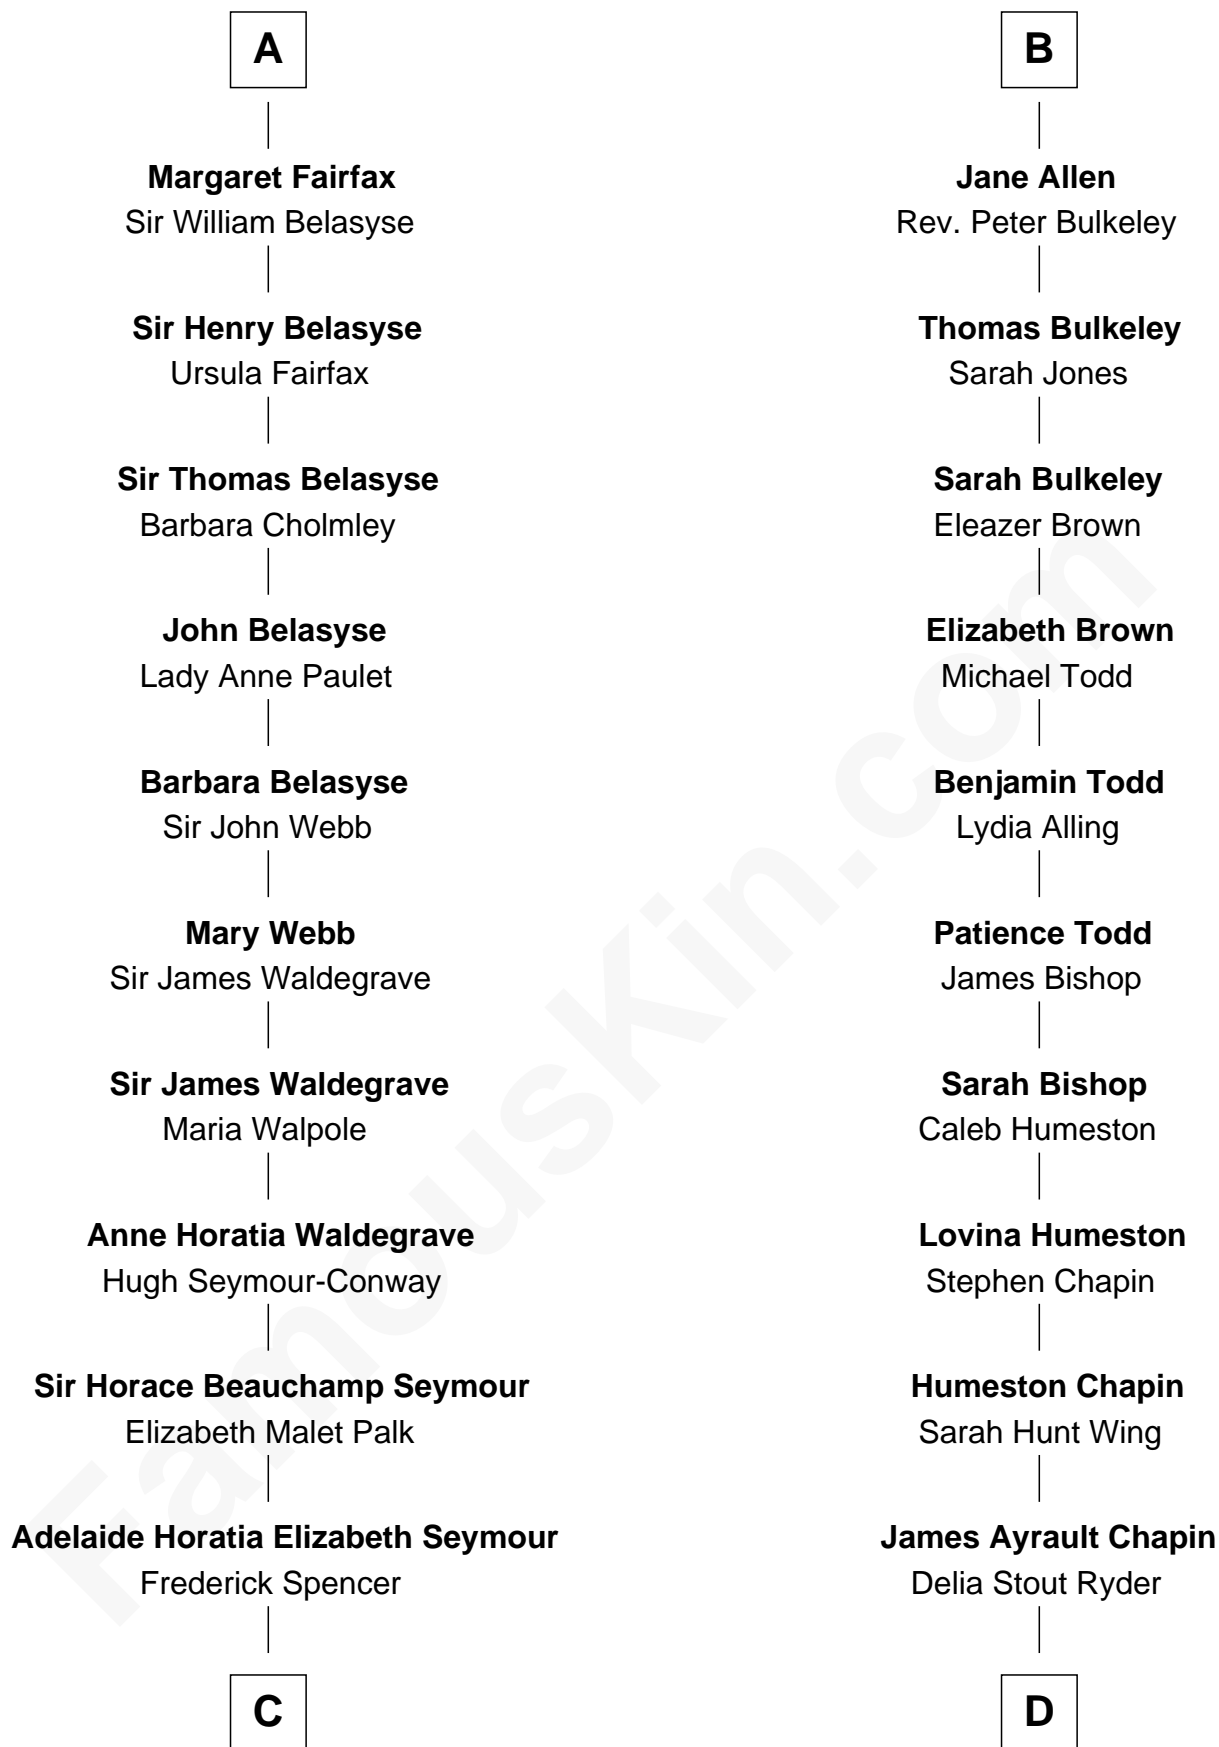 A
Margaret Fairfax
Sir William Belasyse
Sir Henry Belasyse
Ursula Fairfax
Sir Thomas Belasyse
Barbara Cholmley
John Belasyse
Lady Anne Paulet
Barbara Belasyse
Sir John Webb
Mary Webb
Sir James Waldegrave
Sir James Waldegrave
Maria Walpole
Anne Horatia Waldegrave
Hugh Seymour-Conway
Sir Horace Beauchamp Seymour
Elizabeth Malet Palk
Adelaide Horatia Elizabeth Seymour
Frederick Spencer
C
B
Jane Allen
Rev. Peter Bulkeley
Thomas Bulkeley
Sarah Jones
Sarah Bulkeley
Eleazer Brown
Elizabeth Brown
Michael Todd
Benjamin Todd
Lydia Alling
Patience Todd
James Bishop
Sarah Bishop
Caleb Humeston
Lovina Humeston
Stephen Chapin
Humeston Chapin
Sarah Hunt Wing
James Ayrault Chapin
Delia Stout Ryder
D
FamousKin.com